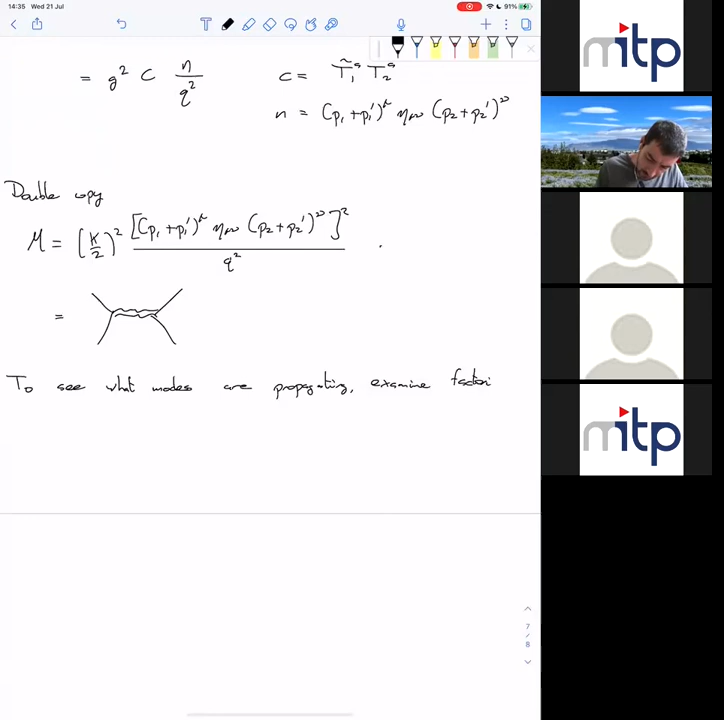 14:35 Wed 21 Jul
91%
= g² C n/q²
C = T̃₁ᵃ T₂ᵃ
n = (p₁ + p₁')^μ η_μν (p₂ + p₂')^ν
Double copy
M = (K/2)² [(p₁ + p₁')^μ η_μν (p₂ + p₂')^ν]² / q² .
=
To see what modes are propagating, examine factori
7
/
8
mitp
mitp